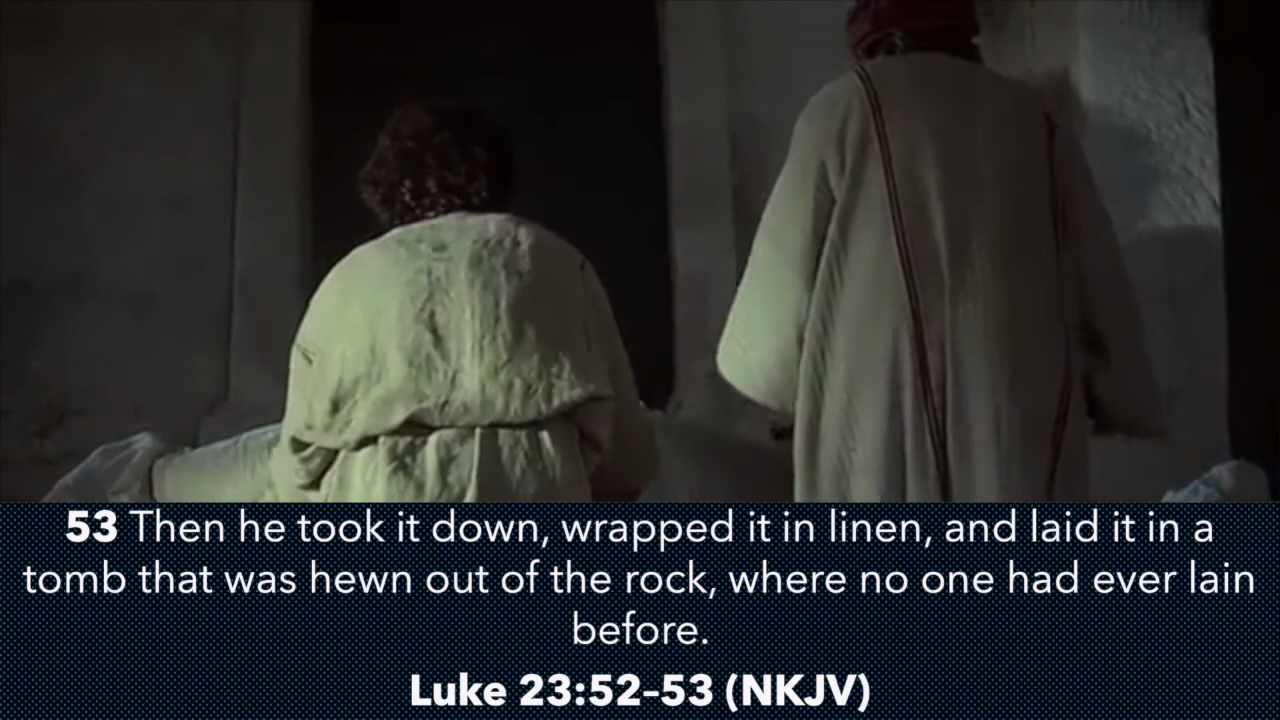 53 Then he took it down, wrapped it in linen, and laid it in a
tomb that was hewn out of the rock, where no one had ever lain
before.
Luke 23:52–53 (NKJV)